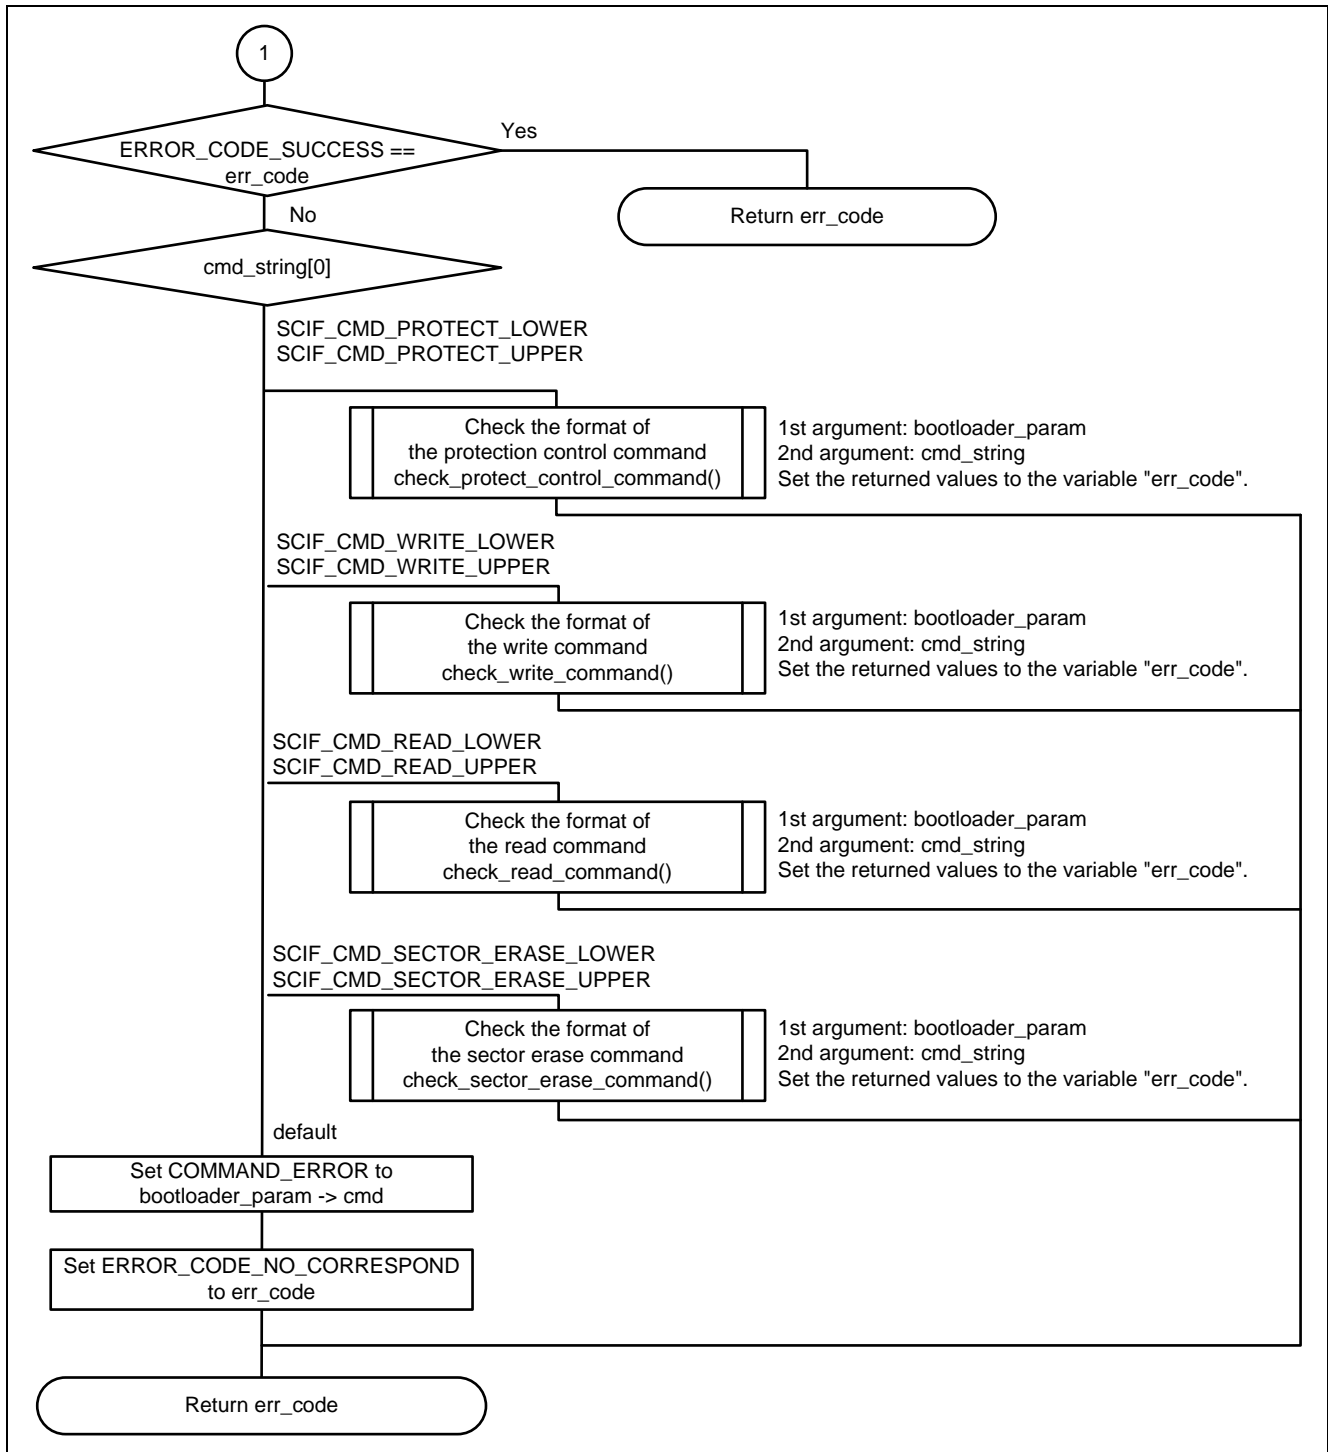 1
Yes
ERROR_CODE_SUCCESS ==
err_code
Return err_code
No
cmd_string[0]
SCIF_CMD_PROTECT_LOWER
SCIF_CMD_PROTECT_UPPER
Check the format of
the protection control command
check_protect_control_command()
1st argument: bootloader_param
2nd argument: cmd_string
Set the returned values to the variable "err_code".
SCIF_CMD_WRITE_LOWER
SCIF_CMD_WRITE_UPPER
Check the format of
the write command
check_write_command()
1st argument: bootloader_param
2nd argument: cmd_string
Set the returned values to the variable "err_code".
SCIF_CMD_READ_LOWER
SCIF_CMD_READ_UPPER
Check the format of
the read command
check_read_command()
1st argument: bootloader_param
2nd argument: cmd_string
Set the returned values to the variable "err_code".
SCIF_CMD_SECTOR_ERASE_LOWER
SCIF_CMD_SECTOR_ERASE_UPPER
Check the format of
the sector erase command
check_sector_erase_command()
1st argument: bootloader_param
2nd argument: cmd_string
Set the returned values to the variable "err_code".
default
Set COMMAND_ERROR to
bootloader_param -> cmd
Set ERROR_CODE_NO_CORRESPOND
to err_code
Return err_code